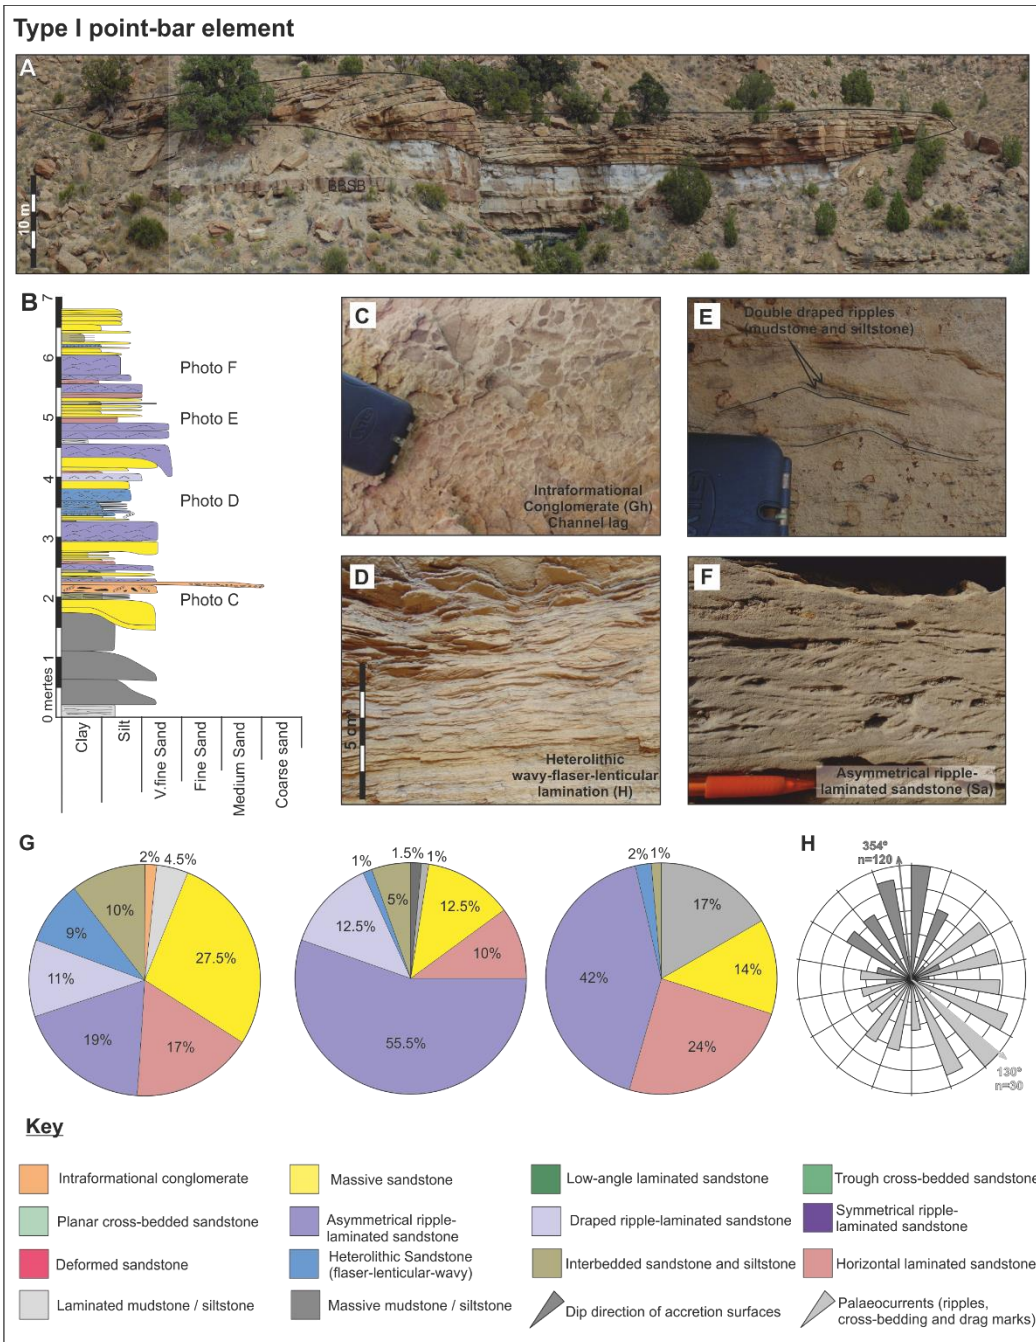 Type I point-bar element
A
BBSB
10 m
B
7
6
5
4
3
2
1
0 mertes
Photo F
Photo E
Photo D
Photo C
Clay
Silt
V.fine Sand
Fine Sand
Medium Sand
Coarse sand
C
Intraformational
Conglomerate (Gh)
Channel lag
E
Double draped ripples
(mudstone and siltstone)
D
5 cm
Heterolithic
wavy-flaser-lenticular
lamination (H)
F
Asymmetrical ripple-
laminated sandstone (Sa)
G
2%
4.5%
27.5%
17%
19%
11%
9%
10%
1.5%
1%
12.5%
10%
55.5%
12.5%
1%
5%
2%
1%
17%
14%
24%
42%
H
354°
n=120
130°
n=30
Key
Intraformational conglomerate
Massive sandstone
Low-angle laminated sandstone
Trough cross-bedded sandstone
Planar cross-bedded sandstone
Asymmetrical ripple-
laminated sandstone
Draped ripple-laminated sandstone
Symmetrical ripple-
laminated sandstone
Deformed sandstone
Heterolithic Sandstone
(flaser-lenticular-wavy)
Interbedded sandstone and siltstone
Horizontal laminated sandstone
Laminated mudstone / siltstone
Massive mudstone / siltstone
Dip direction of accretion surfaces
Palaeocurrents (ripples,
cross-bedding and drag marks)